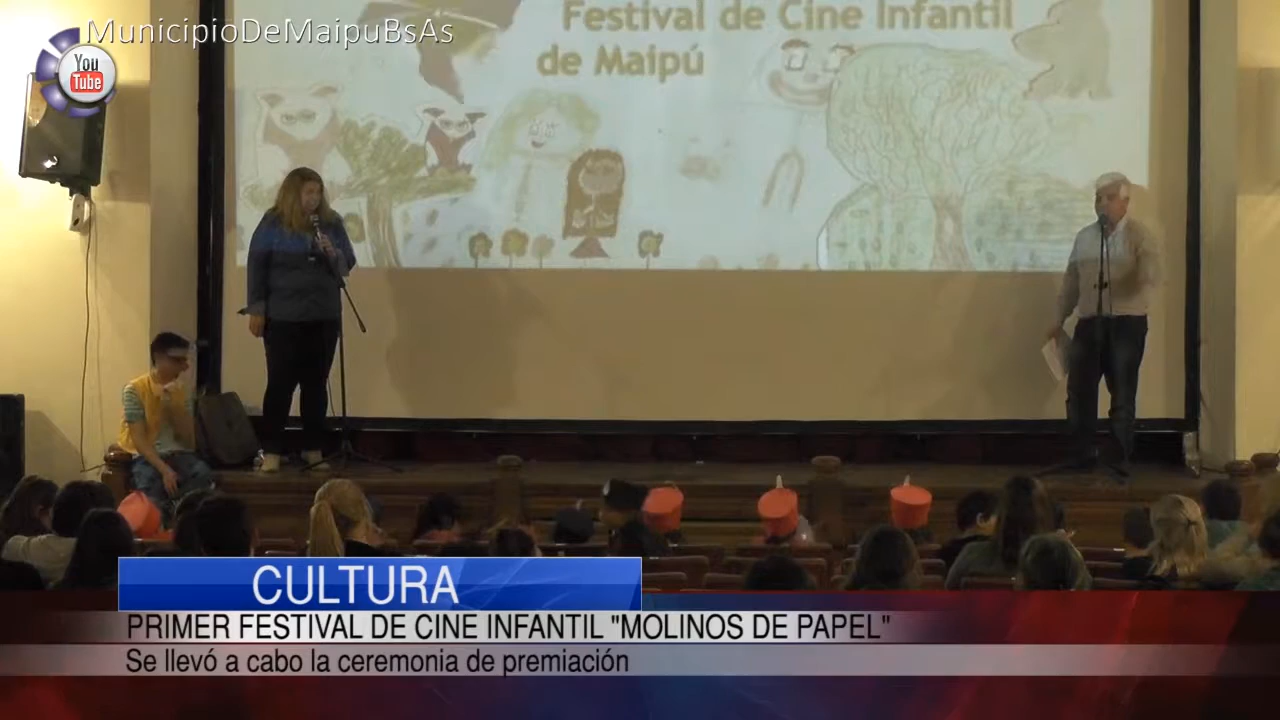 MunicipioDeMaipuBsAs
You
Tube
Festival de Cine Infantil
de Maipú
CULTURA
PRIMER FESTIVAL DE CINE INFANTIL "MOLINOS DE PAPEL"
Se llevó a cabo la ceremonia de premiación